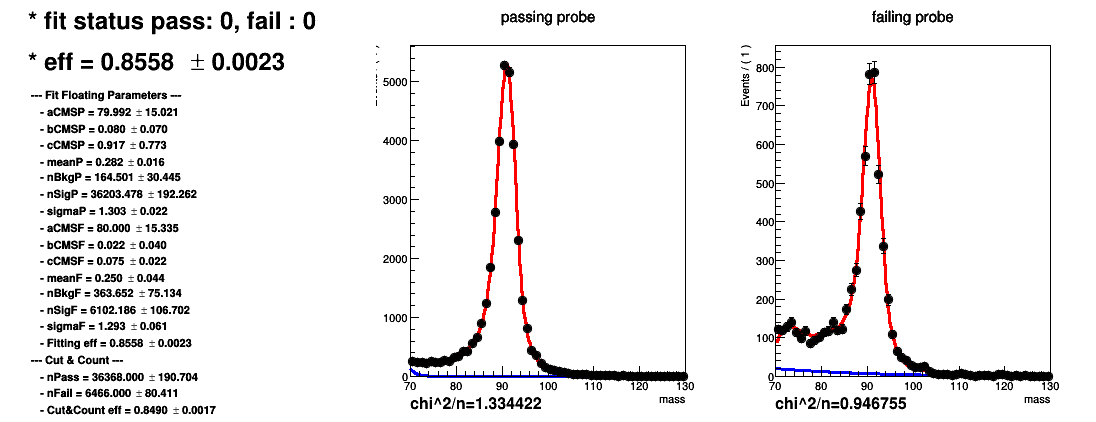 * fit status pass: 0, fail : 0
* eff = 0.8558 ± 0.0023
--- Fit Floating Parameters ---
- aCMSP = 79.992 ± 15.021
- bCMSP = 0.080 ± 0.070
- cCMSP = 0.917 ± 0.773
- meanP = 0.282 ± 0.016
- nBkgP = 164.501 ± 30.445
- nSigP = 36203.478 ± 192.262
- sigmaP = 1.303 ± 0.022
- aCMSF = 80.000 ± 15.335
- bCMSF = 0.022 ± 0.040
- cCMSF = 0.075 ± 0.022
- meanF = 0.250 ± 0.044
- nBkgF = 363.652 ± 75.134
- nSigF = 6102.186 ± 106.702
- sigmaF = 1.293 ± 0.061
- Fitting eff = 0.8558 ± 0.0023
--- Cut & Count ---
- nPass = 36368.000 ± 190.704
- nFail = 6466.000 ± 80.411
- Cut&Count eff = 0.8490 ± 0.0017
passing probe
5000
4000
3000
2000
1000
0
70 80 90 100 110 120 130
mass
chi^2/n=1.334422
failing probe
Events / ( 1 )
800
700
600
500
400
300
200
100
0
70 80 90 100 110 120 130
mass
chi^2/n=0.946755